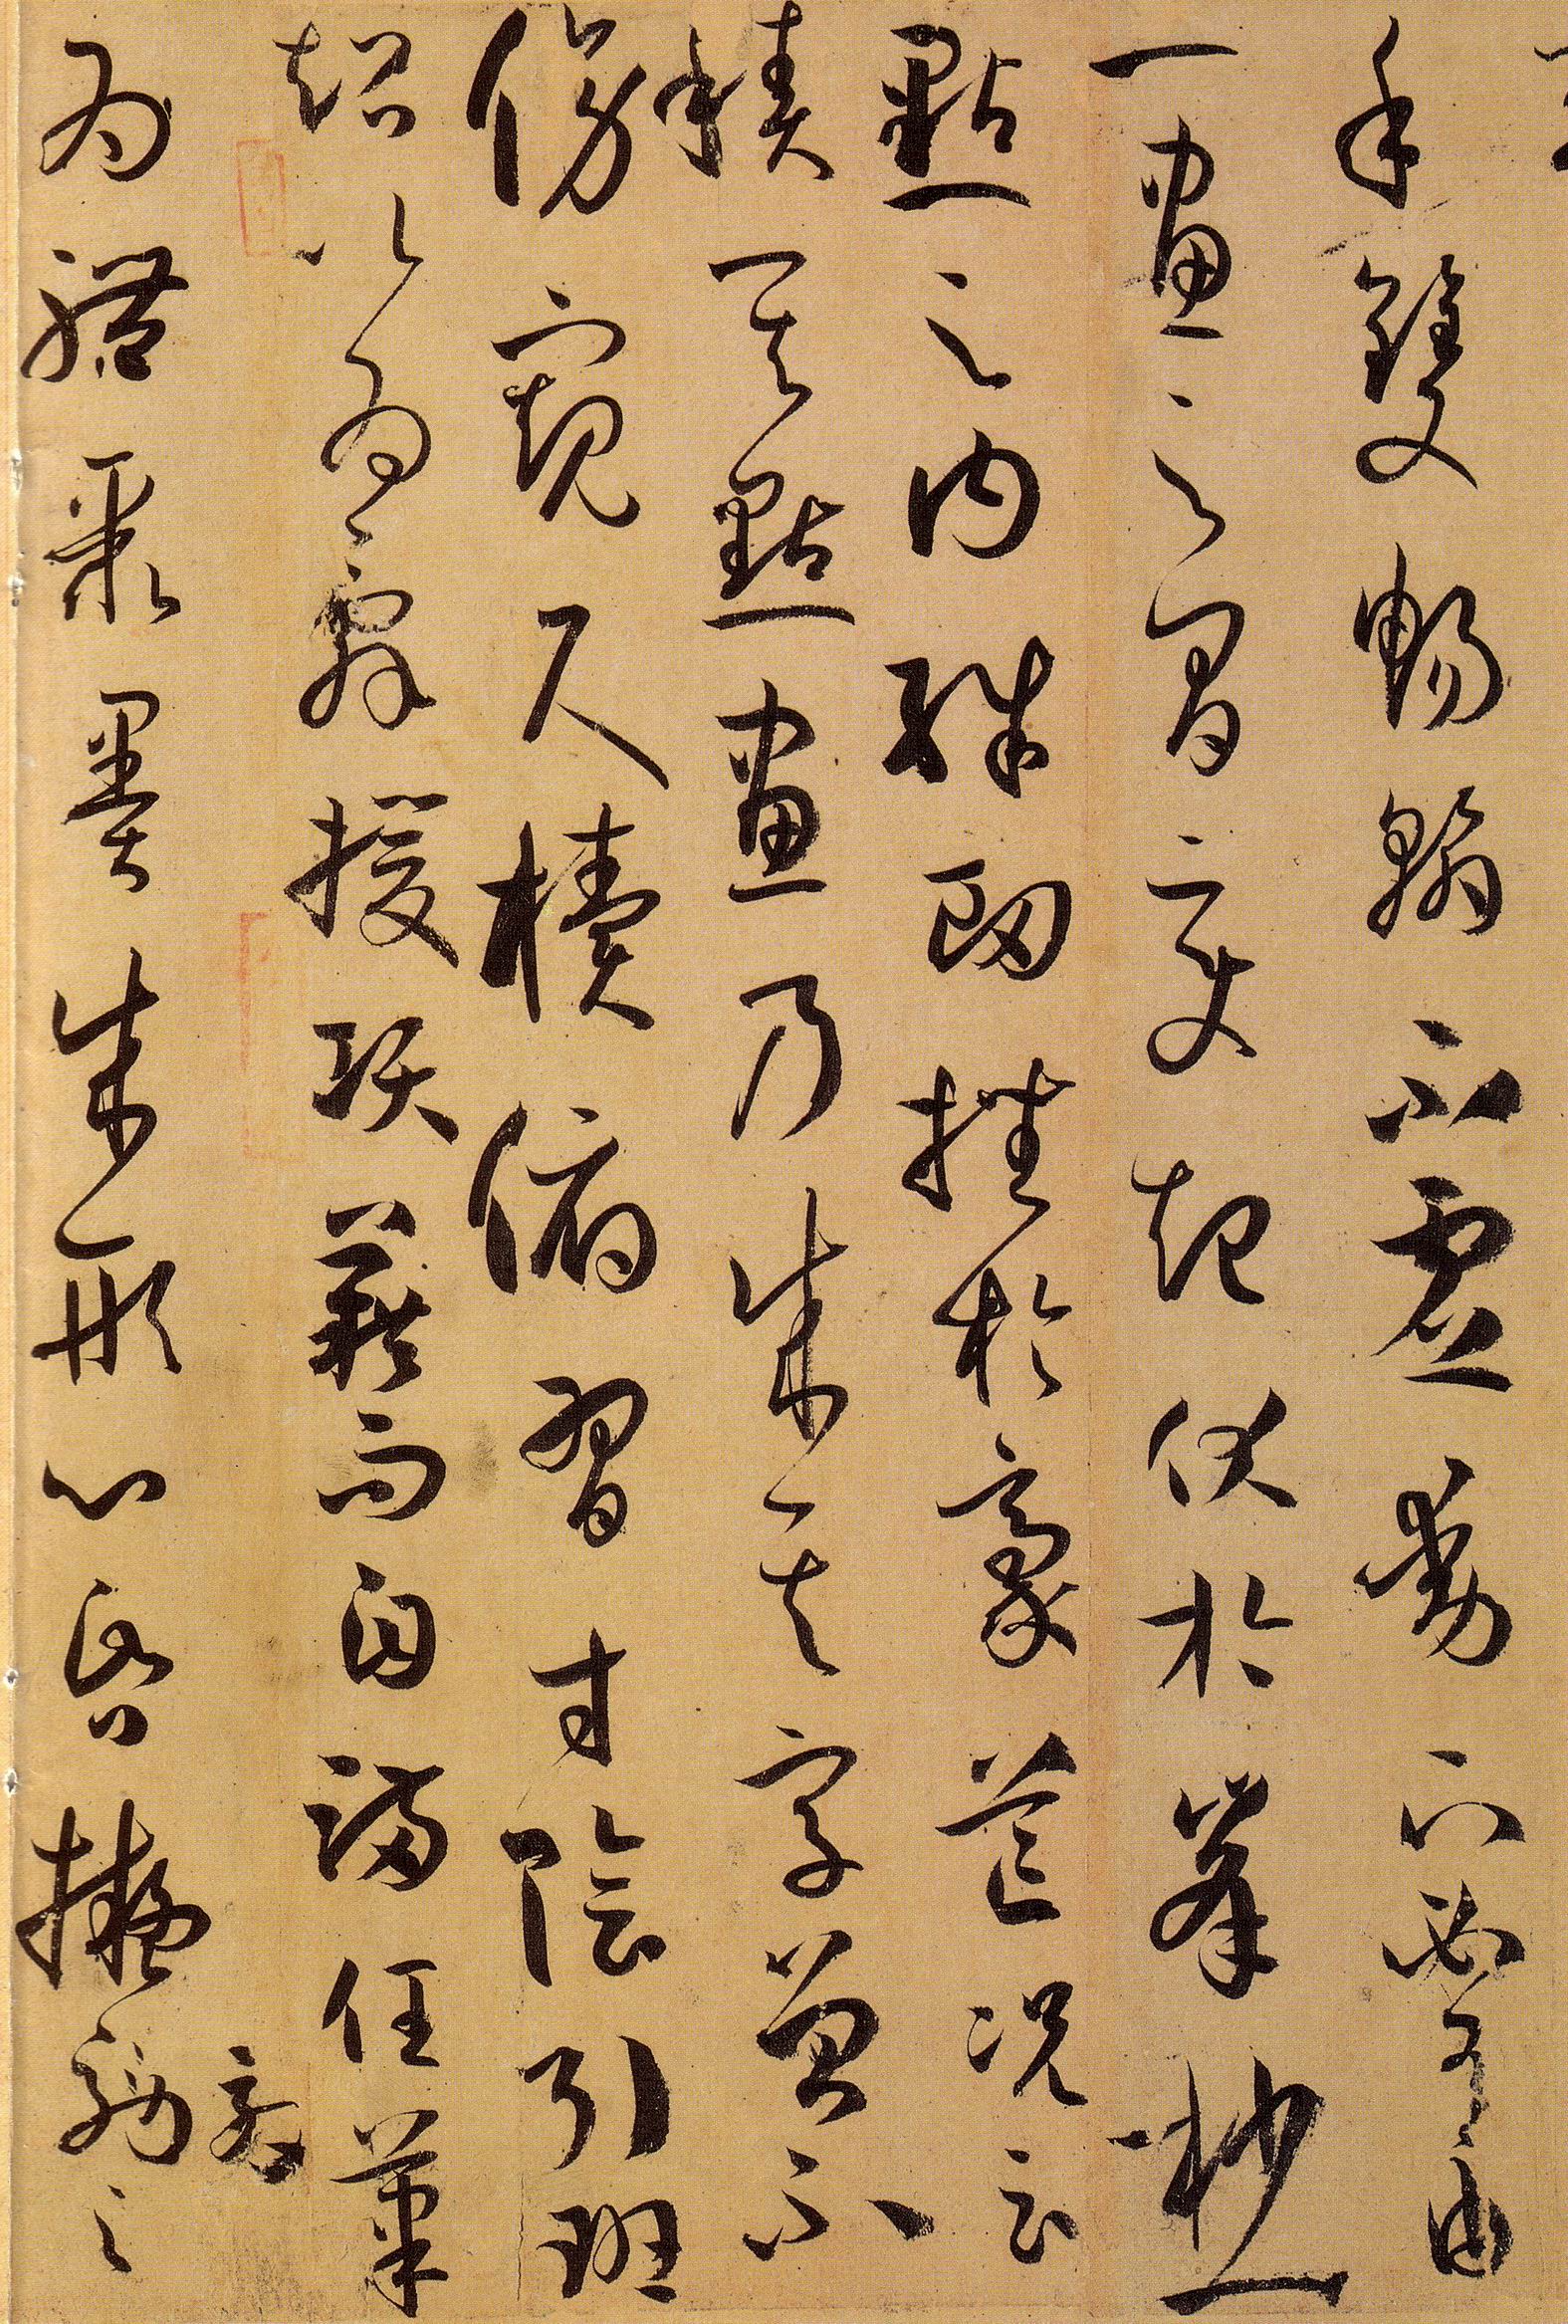 手雙暢翰不虛動下必有由
一畫之間變起伏於峯杪一
點之內殊衄挫於豪芒況云
積其點畫乃成其字曾不
傍窺尺櫝俯習寸陰引班
超以為辭援項籍而自滿任筆
為體聚墨成形心昏擬效之